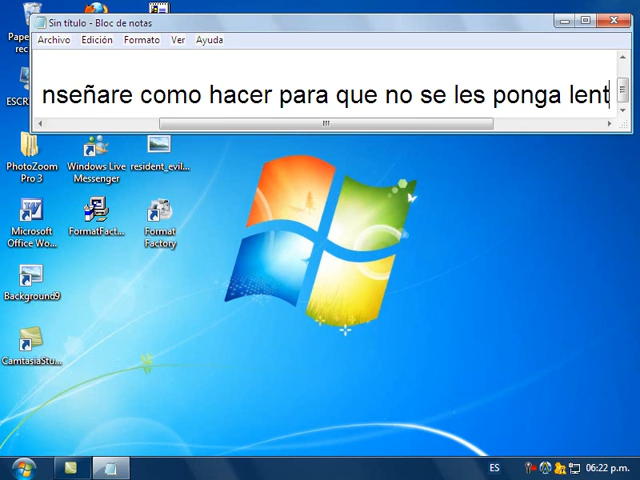 Sin título - Bloc de notas
Archivo Edición Formato Ver Ayuda
nseñare como hacer para que no se les ponga lent
PhotoZoom Pro 3
Windows Live Messenger
resident_evil...
Microsoft Office Wo...
FormatFact...
Format Factory
Background9
CamtasiaStu...
ES
06:22 p.m.